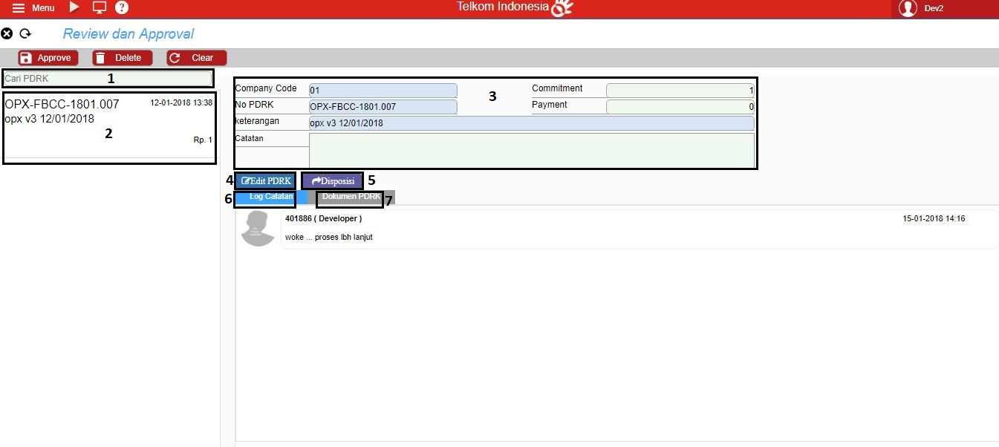 Menu
?
Telkom Indonesia
Dev2
Review dan Approval
Approve
Delete
Clear
Cari PDRK
1
OPX-FBCC-1801.007
12-01-2018 13:38
opx v3 12/01/2018
2
Rp. 1
Company Code
01
3
Commitment
1
No PDRK
OPX-FBCC-1801.007
Payment
0
keterangan
opx v3 12/01/2018
Catatan
4
Edit PDRK
Disposisi
5
6
Log Catatan
Dokumen PDRK
7
401886 ( Developer )
15-01-2018 14:16
woke ... proses lbh lanjut